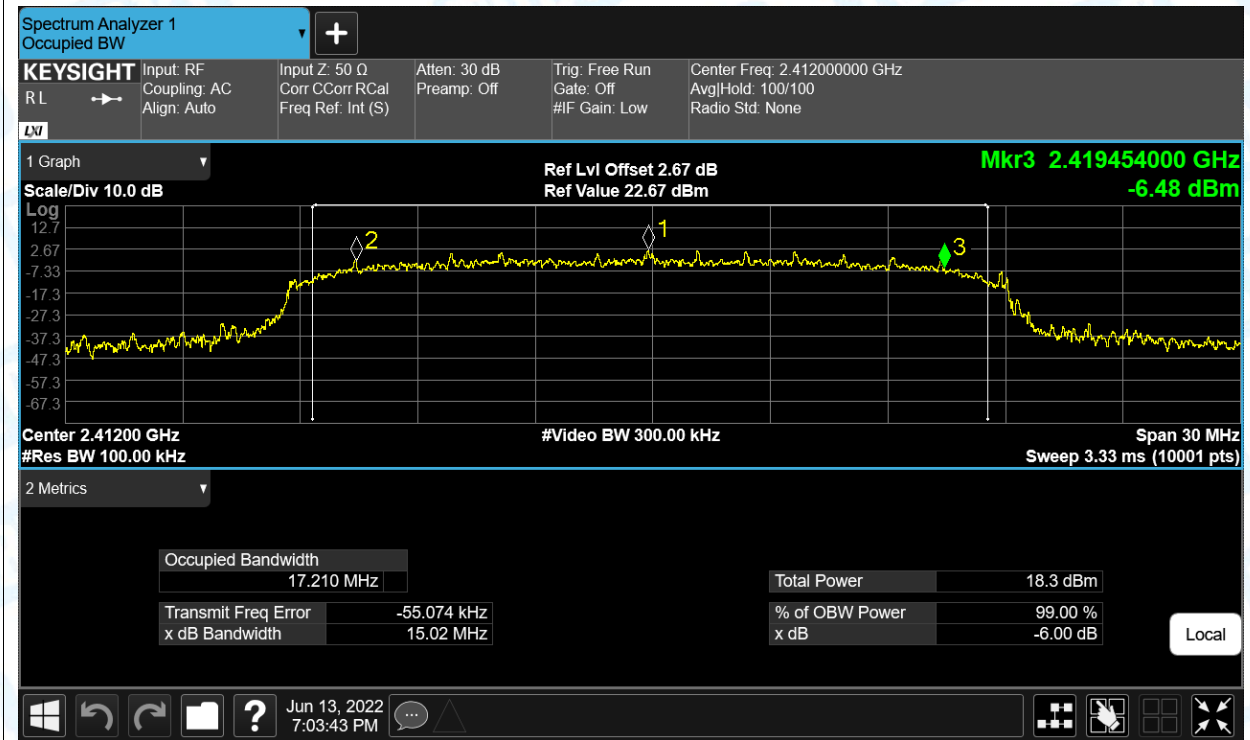 Spectrum Analyzer 1
Occupied BW
KEYSIGHT
R L
LXI
Input: RF
Coupling: AC
Align: Auto
Input Z: 50 Ω
Corr CCorr RCal
Freq Ref: Int (S)
Atten: 30 dB
Preamp: Off
Trig: Free Run
Gate: Off
#IF Gain: Low
Center Freq: 2.412000000 GHz
Avg|Hold: 100/100
Radio Std: None
1 Graph
Scale/Div 10.0 dB
Ref Lvl Offset 2.67 dB
Ref Value 22.67 dBm
Mkr3 2.419454000 GHz
-6.48 dBm
Log
12.7
2.67
-7.33
-17.3
-27.3
-37.3
-47.3
-57.3
-67.3
2
1
3
Center 2.41200 GHz
#Video BW 300.00 kHz
Span 30 MHz
#Res BW 100.00 kHz
Sweep 3.33 ms (10001 pts)
2 Metrics
Occupied Bandwidth
17.210 MHz
Transmit Freq Error -55.074 kHz
x dB Bandwidth 15.02 MHz
Total Power 18.3 dBm
% of OBW Power 99.00 %
x dB -6.00 dB
Local
?
Jun 13, 2022
7:03:43 PM